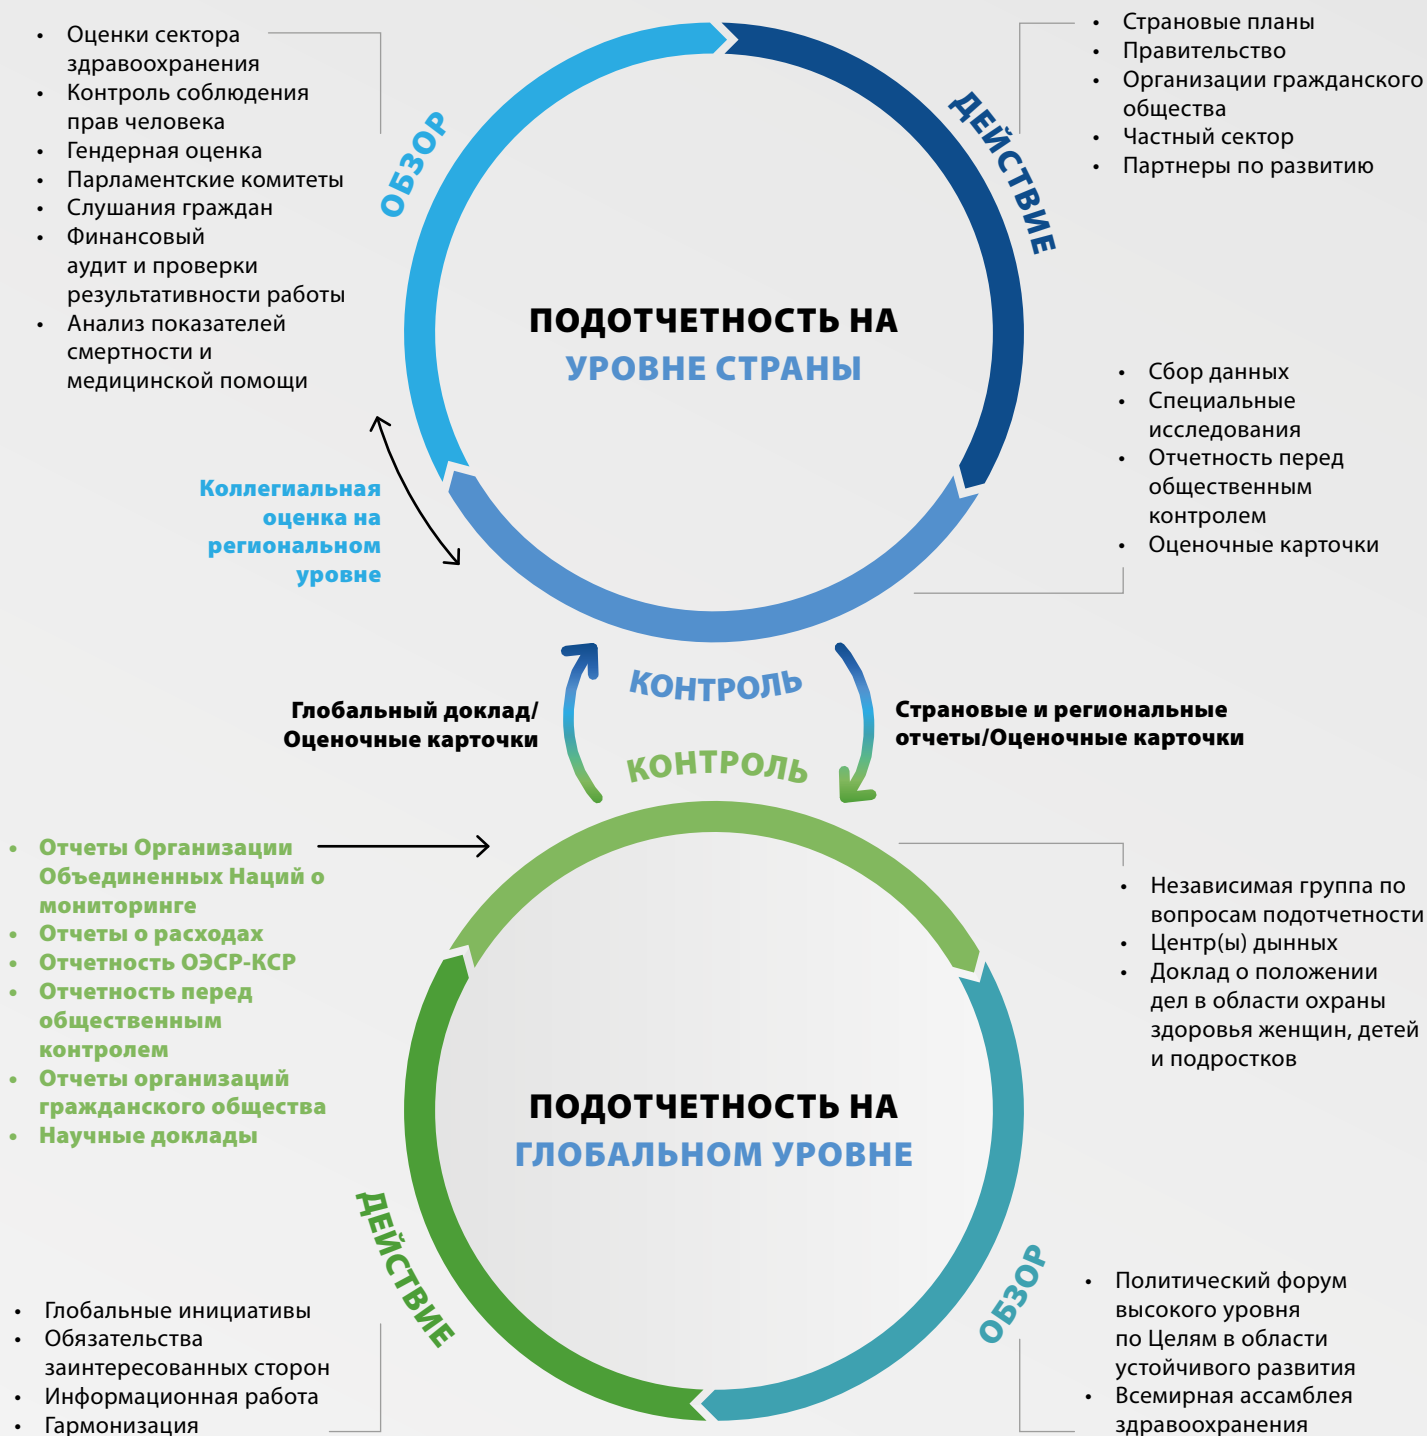 • Оценки сектора
здравоохранения
• Контроль соблюдения
прав человека
• Гендерная оценка
• Парламентские комитеты
• Слушания граждан
• Финансовый
аудит и проверки
результативности работы
• Анализ показателей
смертности и
медицинской помощи
ОБЗОР
ДЕЙСТВИЕ
• Страновые планы
• Правительство
• Организации гражданского
общества
• Частный сектор
• Партнеры по развитию
ПОДОТЧЕТНОСТЬ НА
УРОВНЕ СТРАНЫ
• Сбор данных
• Специальные
исследования
• Отчетность перед
общественным
контролем
• Оценочные карточки
Коллегиальная
оценка на
региональном
уровне
КОНТРОЛЬ
Глобальный доклад/
Оценочные карточки
Страновые и региональные
отчеты/Оценочные карточки
КОНТРОЛЬ
• Отчеты Организации
Объединенных Наций о
мониторинге
• Отчеты о расходах
• Отчетность ОЭСР-КСР
• Отчетность перед
общественным
контролем
• Отчеты организаций
гражданского общества
• Научные доклады
• Независимая группа по
вопросам подотчетности
• Центр(ы) дынных
• Доклад о положении
дел в области охраны
здоровья женщин, детей
и подростков
ПОДОТЧЕТНОСТЬ НА
ГЛОБАЛЬНОМ УРОВНЕ
ДЕЙСТВИЕ
ОБЗОР
• Глобальные инициативы
• Обязательства
заинтересованных сторон
• Информационная работа
• Гармонизация
• Политический форум
высокого уровня
по Целям в области
устойчивого развития
• Всемирная ассамблея
здравоохранения